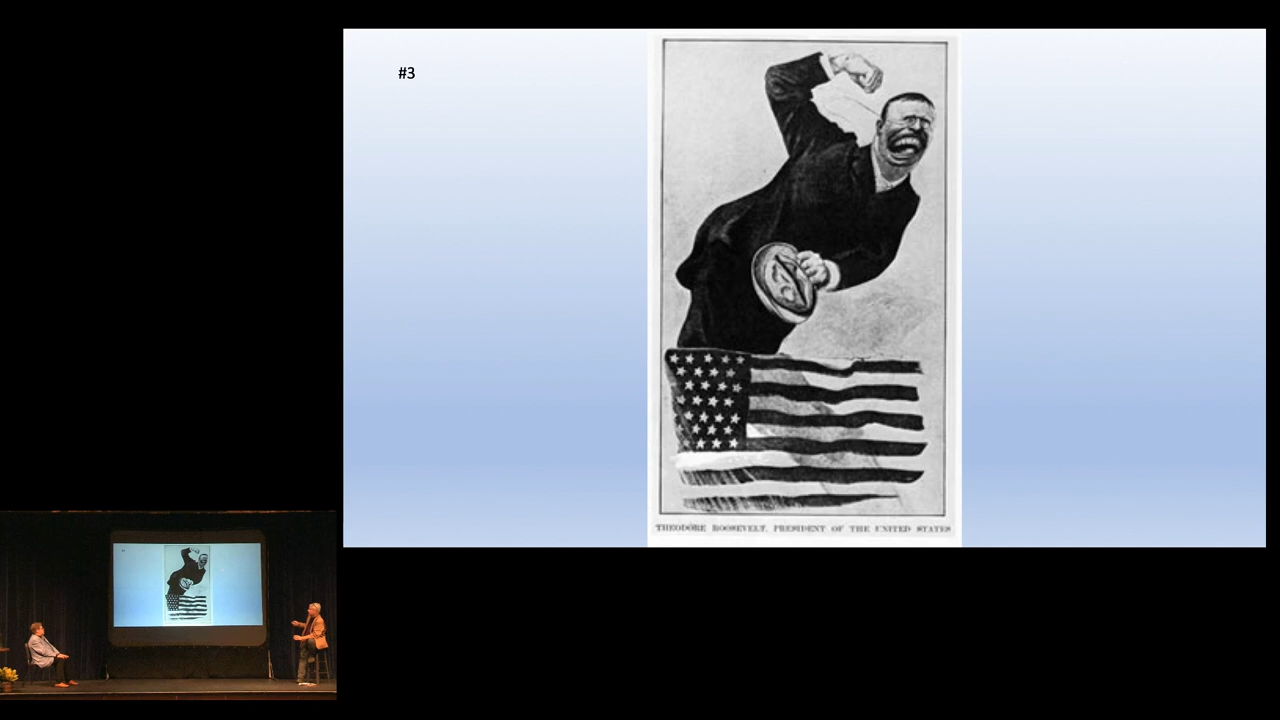 #3
THEODORE ROOSEVELT, PRESIDENT OF THE UNITED STATES